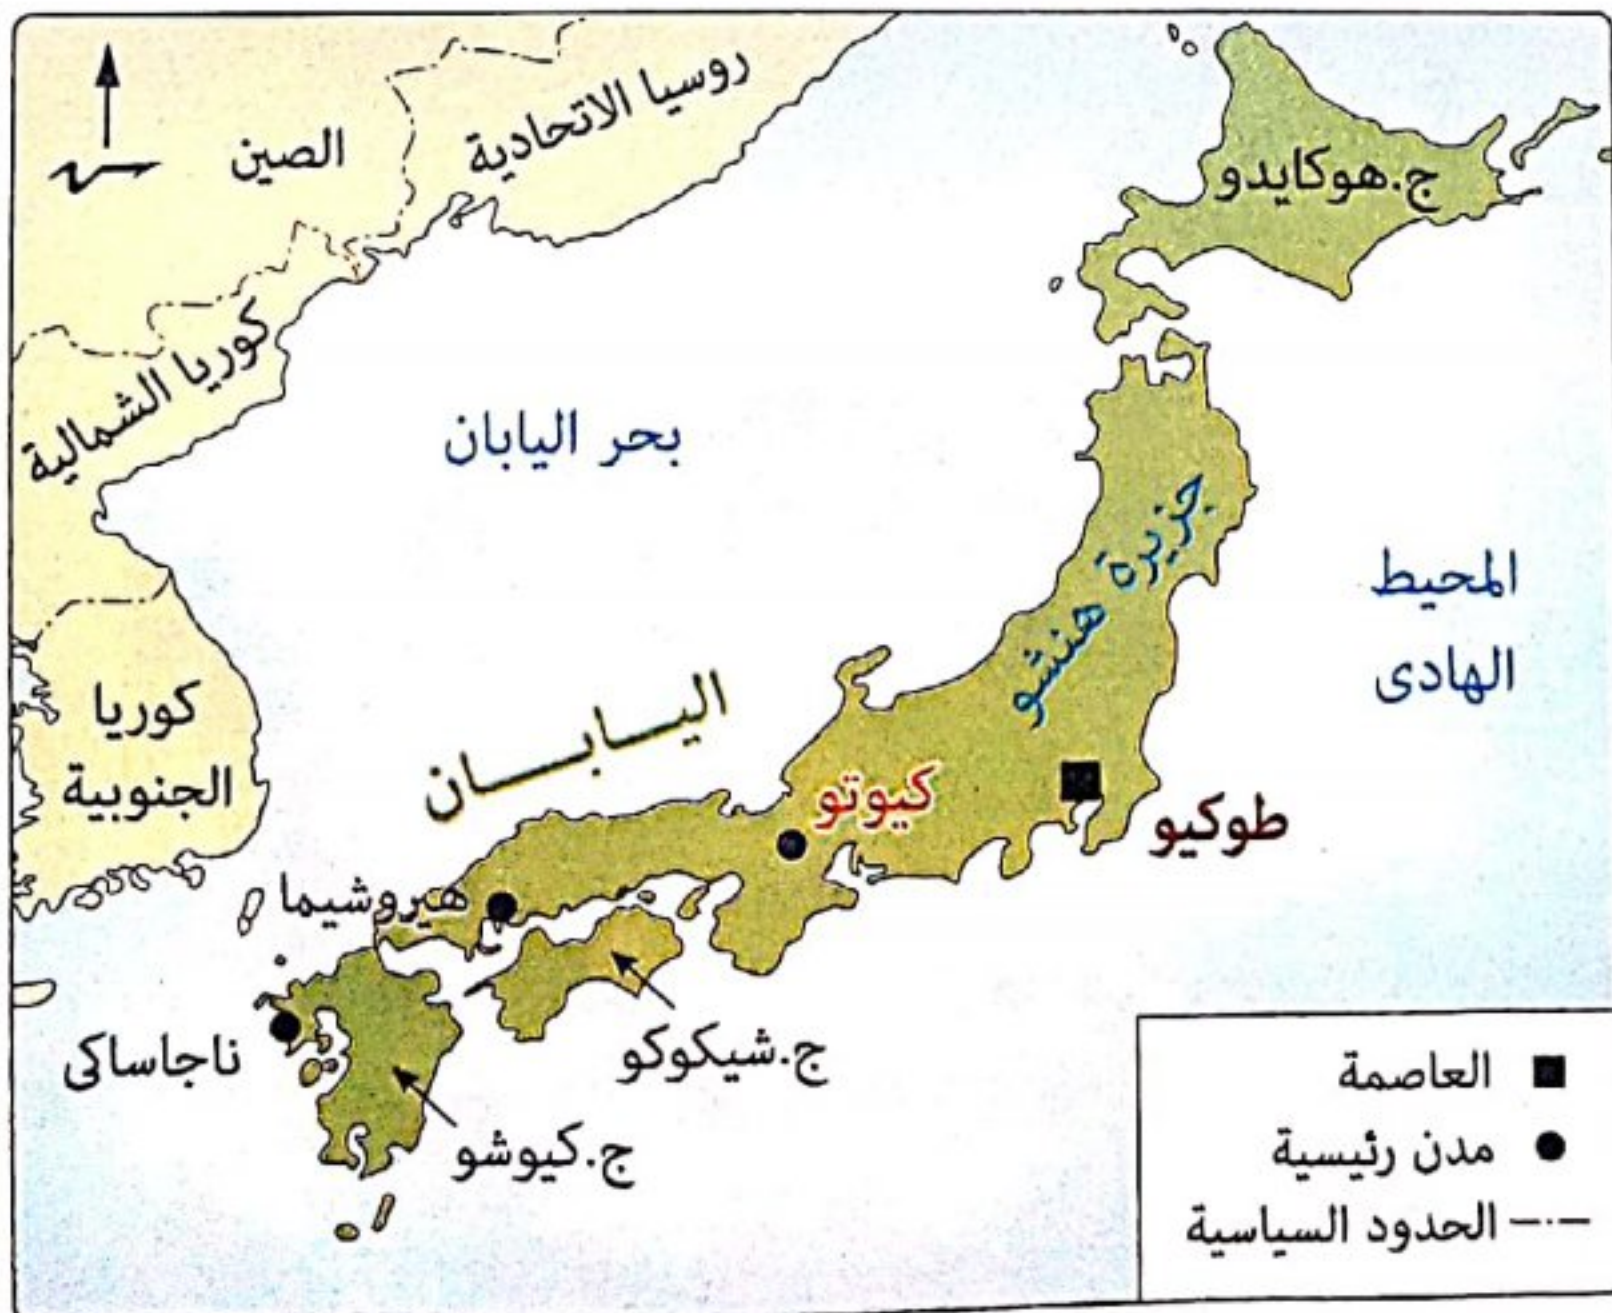 روسيا الاتحادية
الصين
ج.هوكايدو
كوريا الشمالية
بحر اليابان
جزيرة هنشو
المحيط
الهادى
كوريا
الجنوبية
اليـابـان
كيوتو
طوكيو
هيروشيما
ناجاساكى
ج.شيكوكو
ج.كيوشو
العاصمة
مدن رئيسية
الحدود السياسية